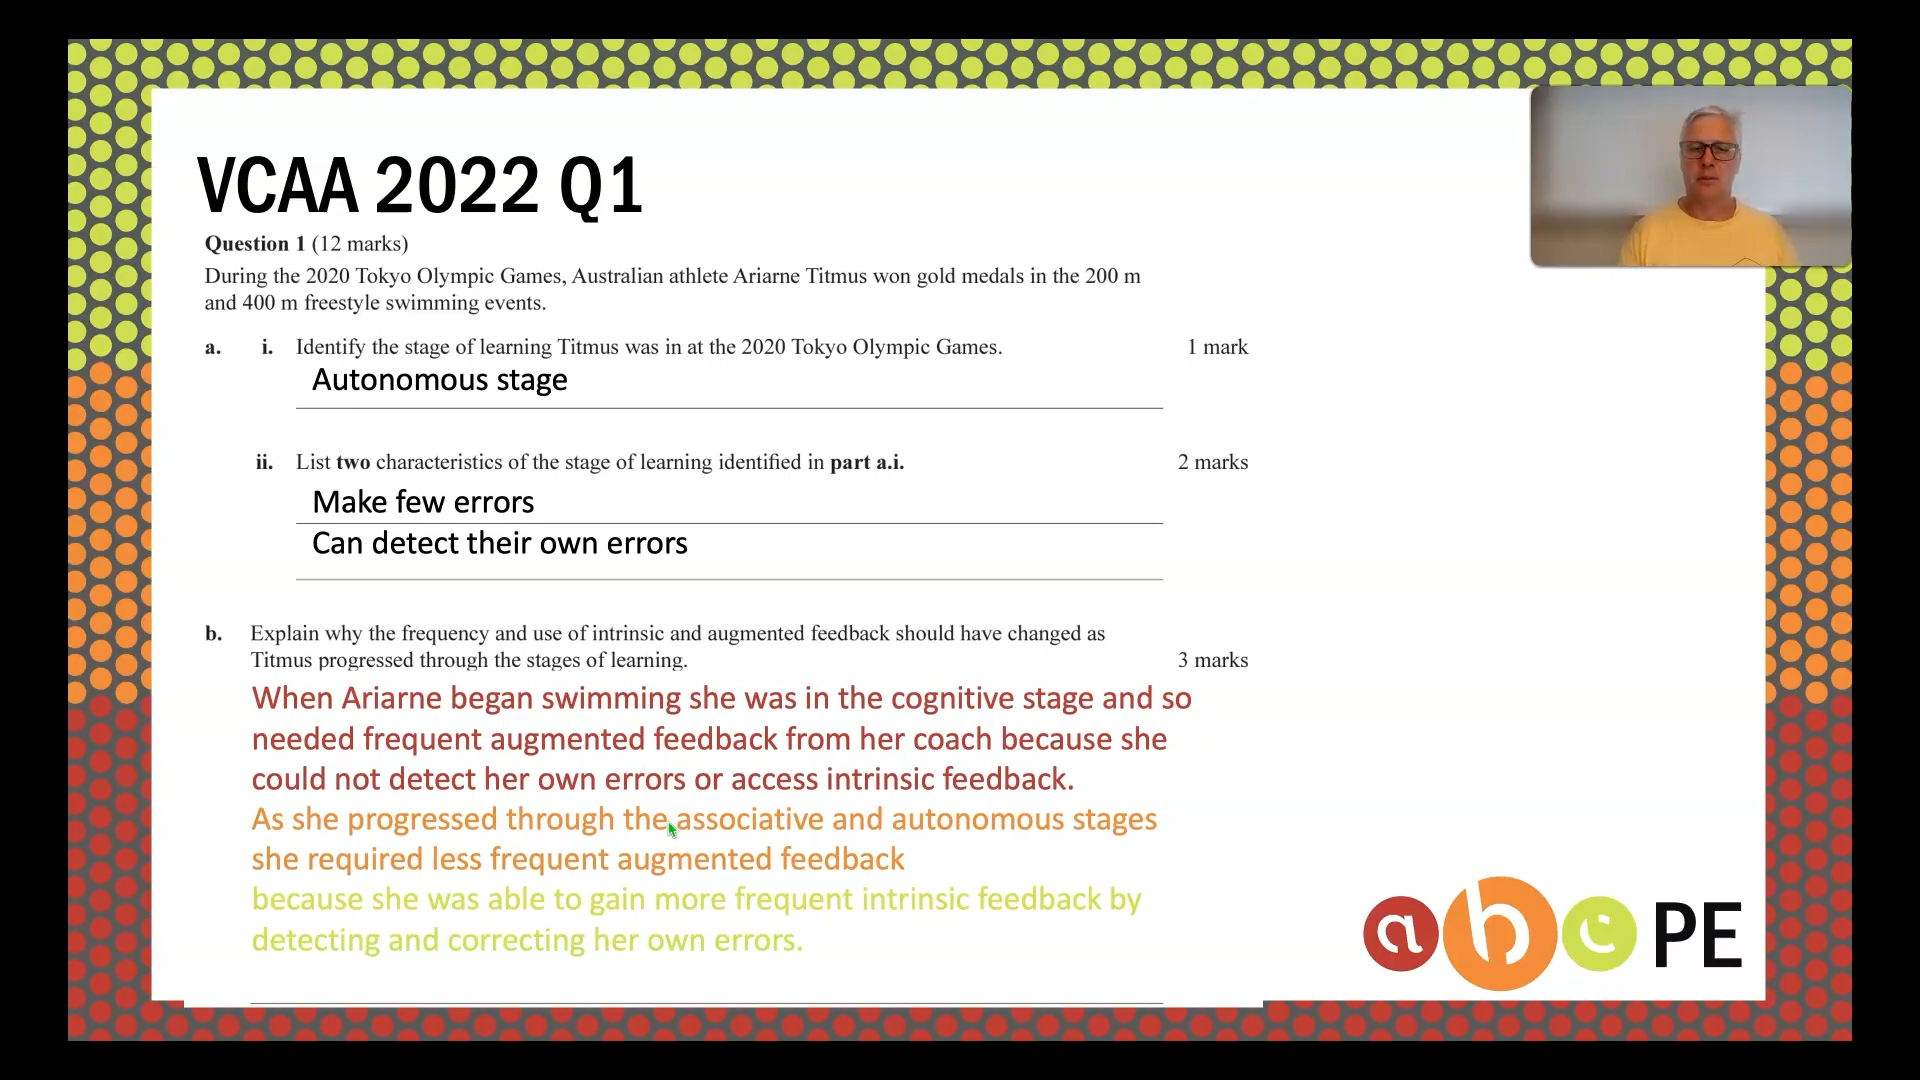 VCAA 2022 Q1
Question 1 (12 marks)
During the 2020 Tokyo Olympic Games, Australian athlete Ariarne Titmus won gold medals in the 200 m
and 400 m freestyle swimming events.
a. i. Identify the stage of learning Titmus was in at the 2020 Tokyo Olympic Games. 1 mark
Autonomous stage
ii. List two characteristics of the stage of learning identified in part a.i. 2 marks
Make few errors
Can detect their own errors
b. Explain why the frequency and use of intrinsic and augmented feedback should have changed as
Titmus progressed through the stages of learning. 3 marks
When Ariarne began swimming she was in the cognitive stage and so
needed frequent augmented feedback from her coach because she
could not detect her own errors or access intrinsic feedback.
As she progressed through the associative and autonomous stages
she required less frequent augmented feedback
because she was able to gain more frequent intrinsic feedback by
detecting and correcting her own errors.
a b c PE